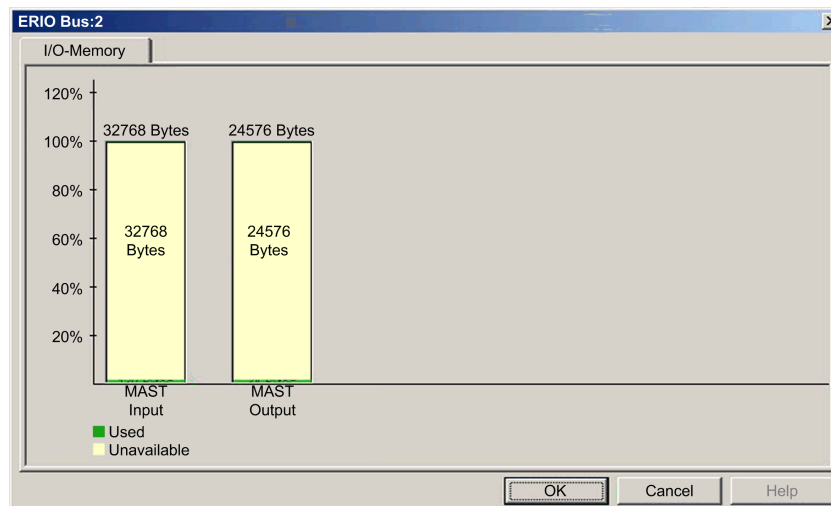 ERIO Bus:2
I/O-Memory
120%
100%
80%
60%
40%
20%
32768 Bytes
24576 Bytes
32768
Bytes
24576
Bytes
MAST
Input
MAST
Output
Used
Unavailable
OK
Cancel
Help